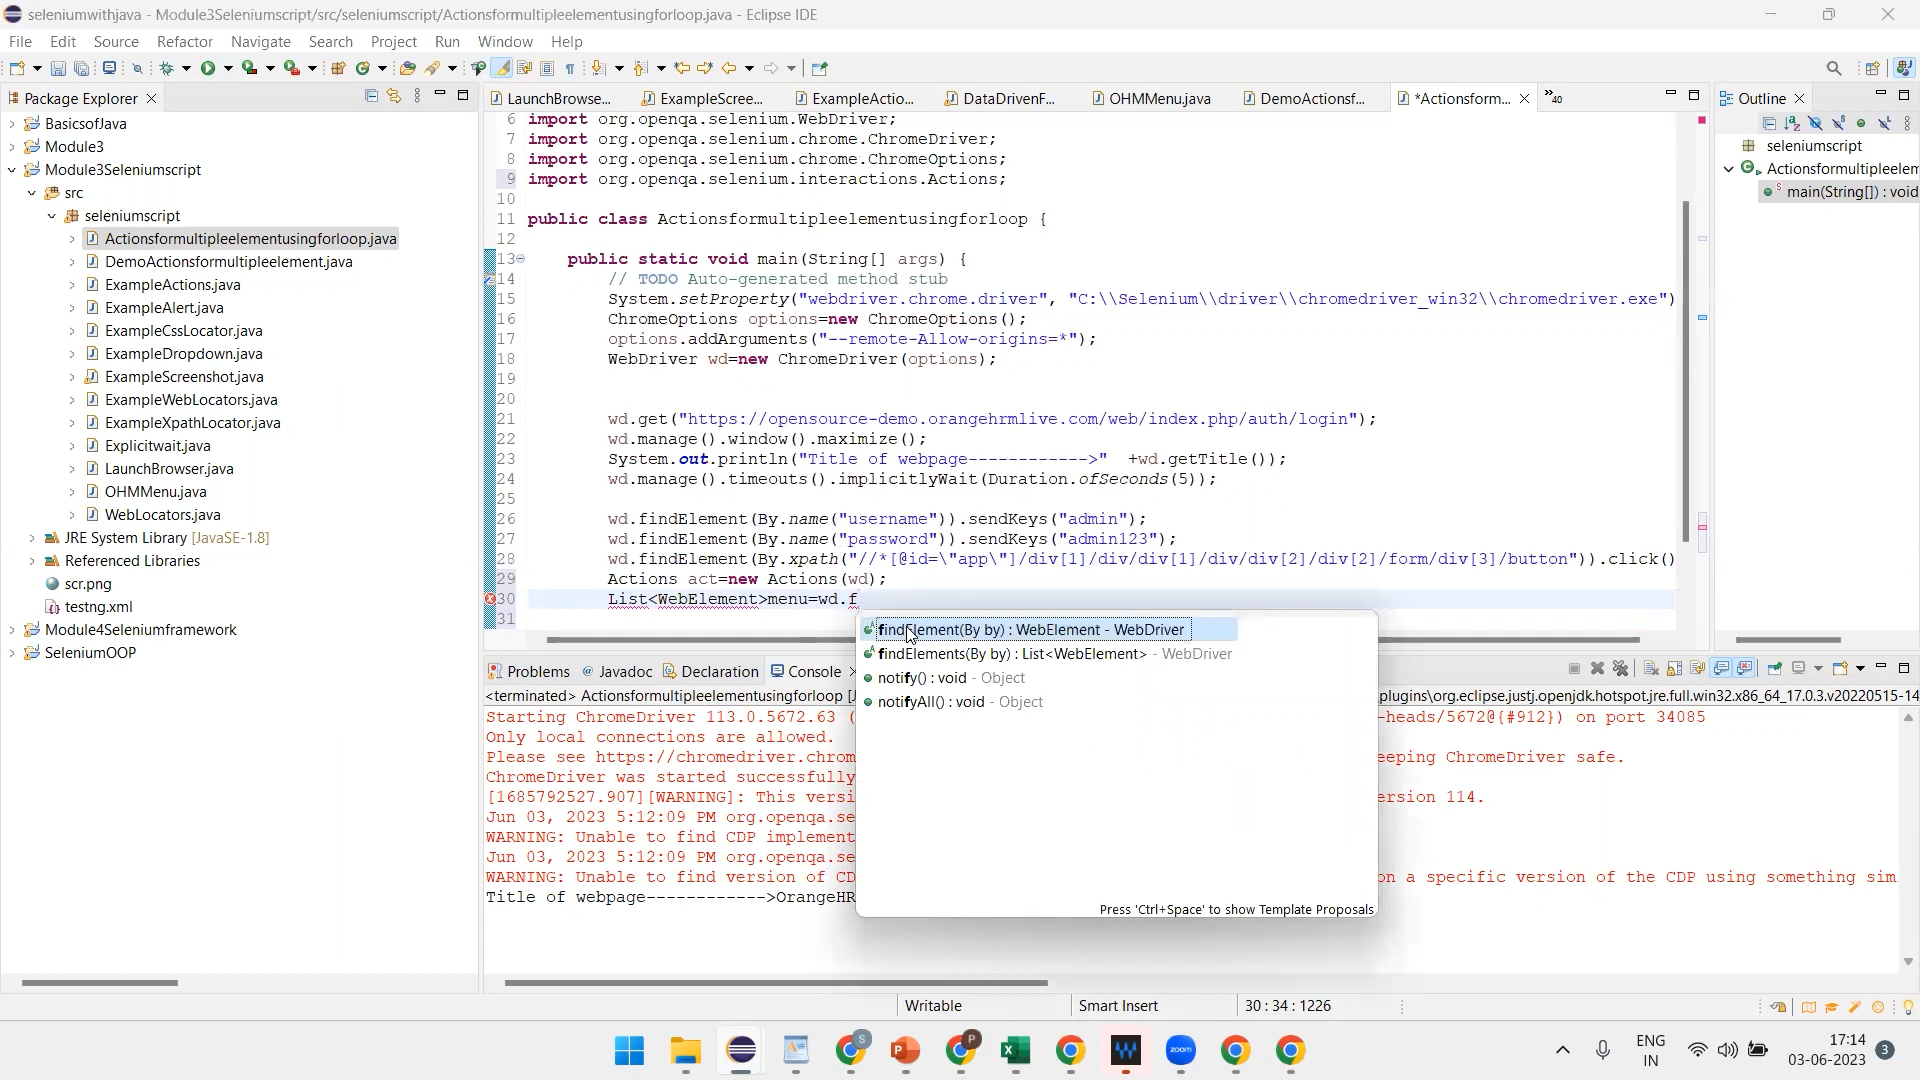 seleniumwithjava - Module3Seleniumscript/src/seleniumscript/Actionsformultipleelementusingforloop.java - Eclipse IDE
File Edit Source Refactor Navigate Search Project Run Window Help
Package Explorer
LaunchBrowse... ExampleScree... ExampleActio... DataDrivenF... OHMMenu.java DemoActionsf... *Actionsform... »40
Outline
BasicsofJava
Module3
Module3Seleniumscript
src
seleniumscript
Actionsformultipleelementusingforloop.java
DemoActionsformultipleelement.java
ExampleActions.java
ExampleAlert.java
ExampleCssLocator.java
ExampleDropdown.java
ExampleScreenshot.java
ExampleWebLocators.java
ExampleXpathLocator.java
Explicitwait.java
LaunchBrowser.java
OHMMenu.java
WebLocators.java
JRE System Library [JavaSE-1.8]
Referenced Libraries
scr.png
testng.xml
Module4Seleniumframework
SeleniumOOP
6 import org.openqa.selenium.WebDriver;
7 import org.openqa.selenium.chrome.ChromeDriver;
8 import org.openqa.selenium.chrome.ChromeOptions;
9 import org.openqa.selenium.interactions.Actions;
10
11 public class Actionsformultipleelementusingforloop {
12
13 public static void main(String[] args) {
14 // TODO Auto-generated method stub
15 System.setProperty("webdriver.chrome.driver", "C:\\Selenium\\driver\\chromedriver_win32\\chromedriver.exe")
16 ChromeOptions options=new ChromeOptions();
17 options.addArguments("--remote-Allow-origins=*");
18 WebDriver wd=new ChromeDriver(options);
19
20
21 wd.get("https://opensource-demo.orangehrmlive.com/web/index.php/auth/login");
22 wd.manage().window().maximize();
23 System.out.println("Title of webpage------------>" +wd.getTitle());
24 wd.manage().timeouts().implicitlyWait(Duration.ofSeconds(5));
25
26 wd.findElement(By.name("username")).sendKeys("admin");
27 wd.findElement(By.name("password")).sendKeys("admin123");
28 wd.findElement(By.xpath("//*[@id=\"app\"]/div[1]/div/div[1]/div/div[2]/div[2]/form/div[3]/button")).click()
29 Actions act=new Actions(wd);
30 List<WebElement>menu=wd.f
31
findElement(By by) : WebElement - WebDriver
findElements(By by) : List<WebElement> - WebDriver
notify() : void - Object
notifyAll() : void - Object
Press 'Ctrl+Space' to show Template Proposals
seleniumscript
Actionsformultipleelem
main(String[]) : void
Problems Javadoc Declaration Console
<terminated> Actionsformultipleelementusingforloop [J plugins\org.eclipse.justj.openjdk.hotspot.jre.full.win32.x86_64_17.0.3.v20220515-14
Starting ChromeDriver 113.0.5672.63 ( -heads/5672@{#912}) on port 34085
Only local connections are allowed.
Please see https://chromedriver.chrom eeping ChromeDriver safe.
ChromeDriver was started successfully
[1685792527.907][WARNING]: This versi ersion 114.
Jun 03, 2023 5:12:09 PM org.openqa.se
WARNING: Unable to find CDP implement
Jun 03, 2023 5:12:09 PM org.openqa.se
WARNING: Unable to find version of CD on a specific version of the CDP using something sim
Title of webpage------------>OrangeHR
Writable Smart Insert 30 : 34 : 1226
S P zoom
ENG
IN
17:14
03-06-2023
3